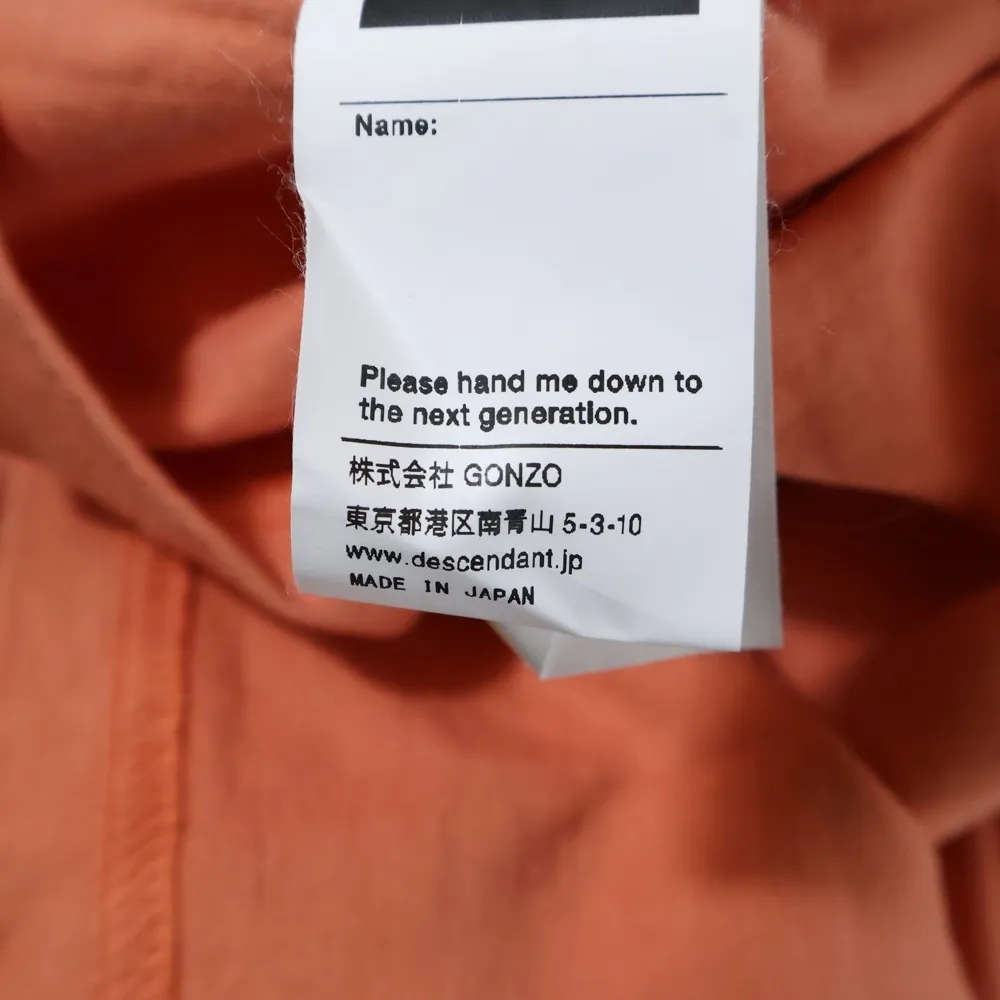 Name:
Please hand me down to
the next generation.
株式会社 GONZO
東京都港区南青山 5-3-10
www.descendant.jp
MADE IN JAPAN